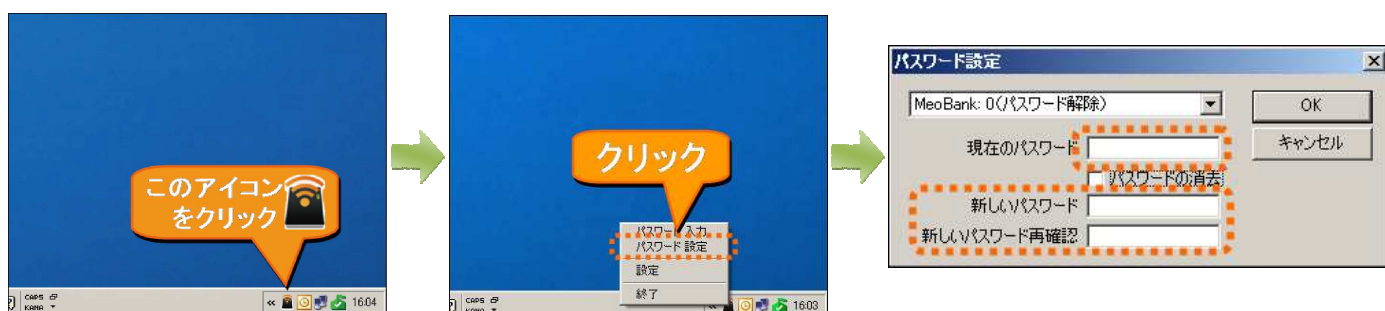 このアイコン
をクリック
CAPS
KANA
«
16:04
クリック
パスワード 入力
パスワード 設定
設定
終了
CAPS
KANA
«
16:03
パスワード設定
MeoBank: 0(パスワード解除)
OK
現在のパスワード
キャンセル
パスワードの消去
新しいパスワード
新しいパスワード再確認